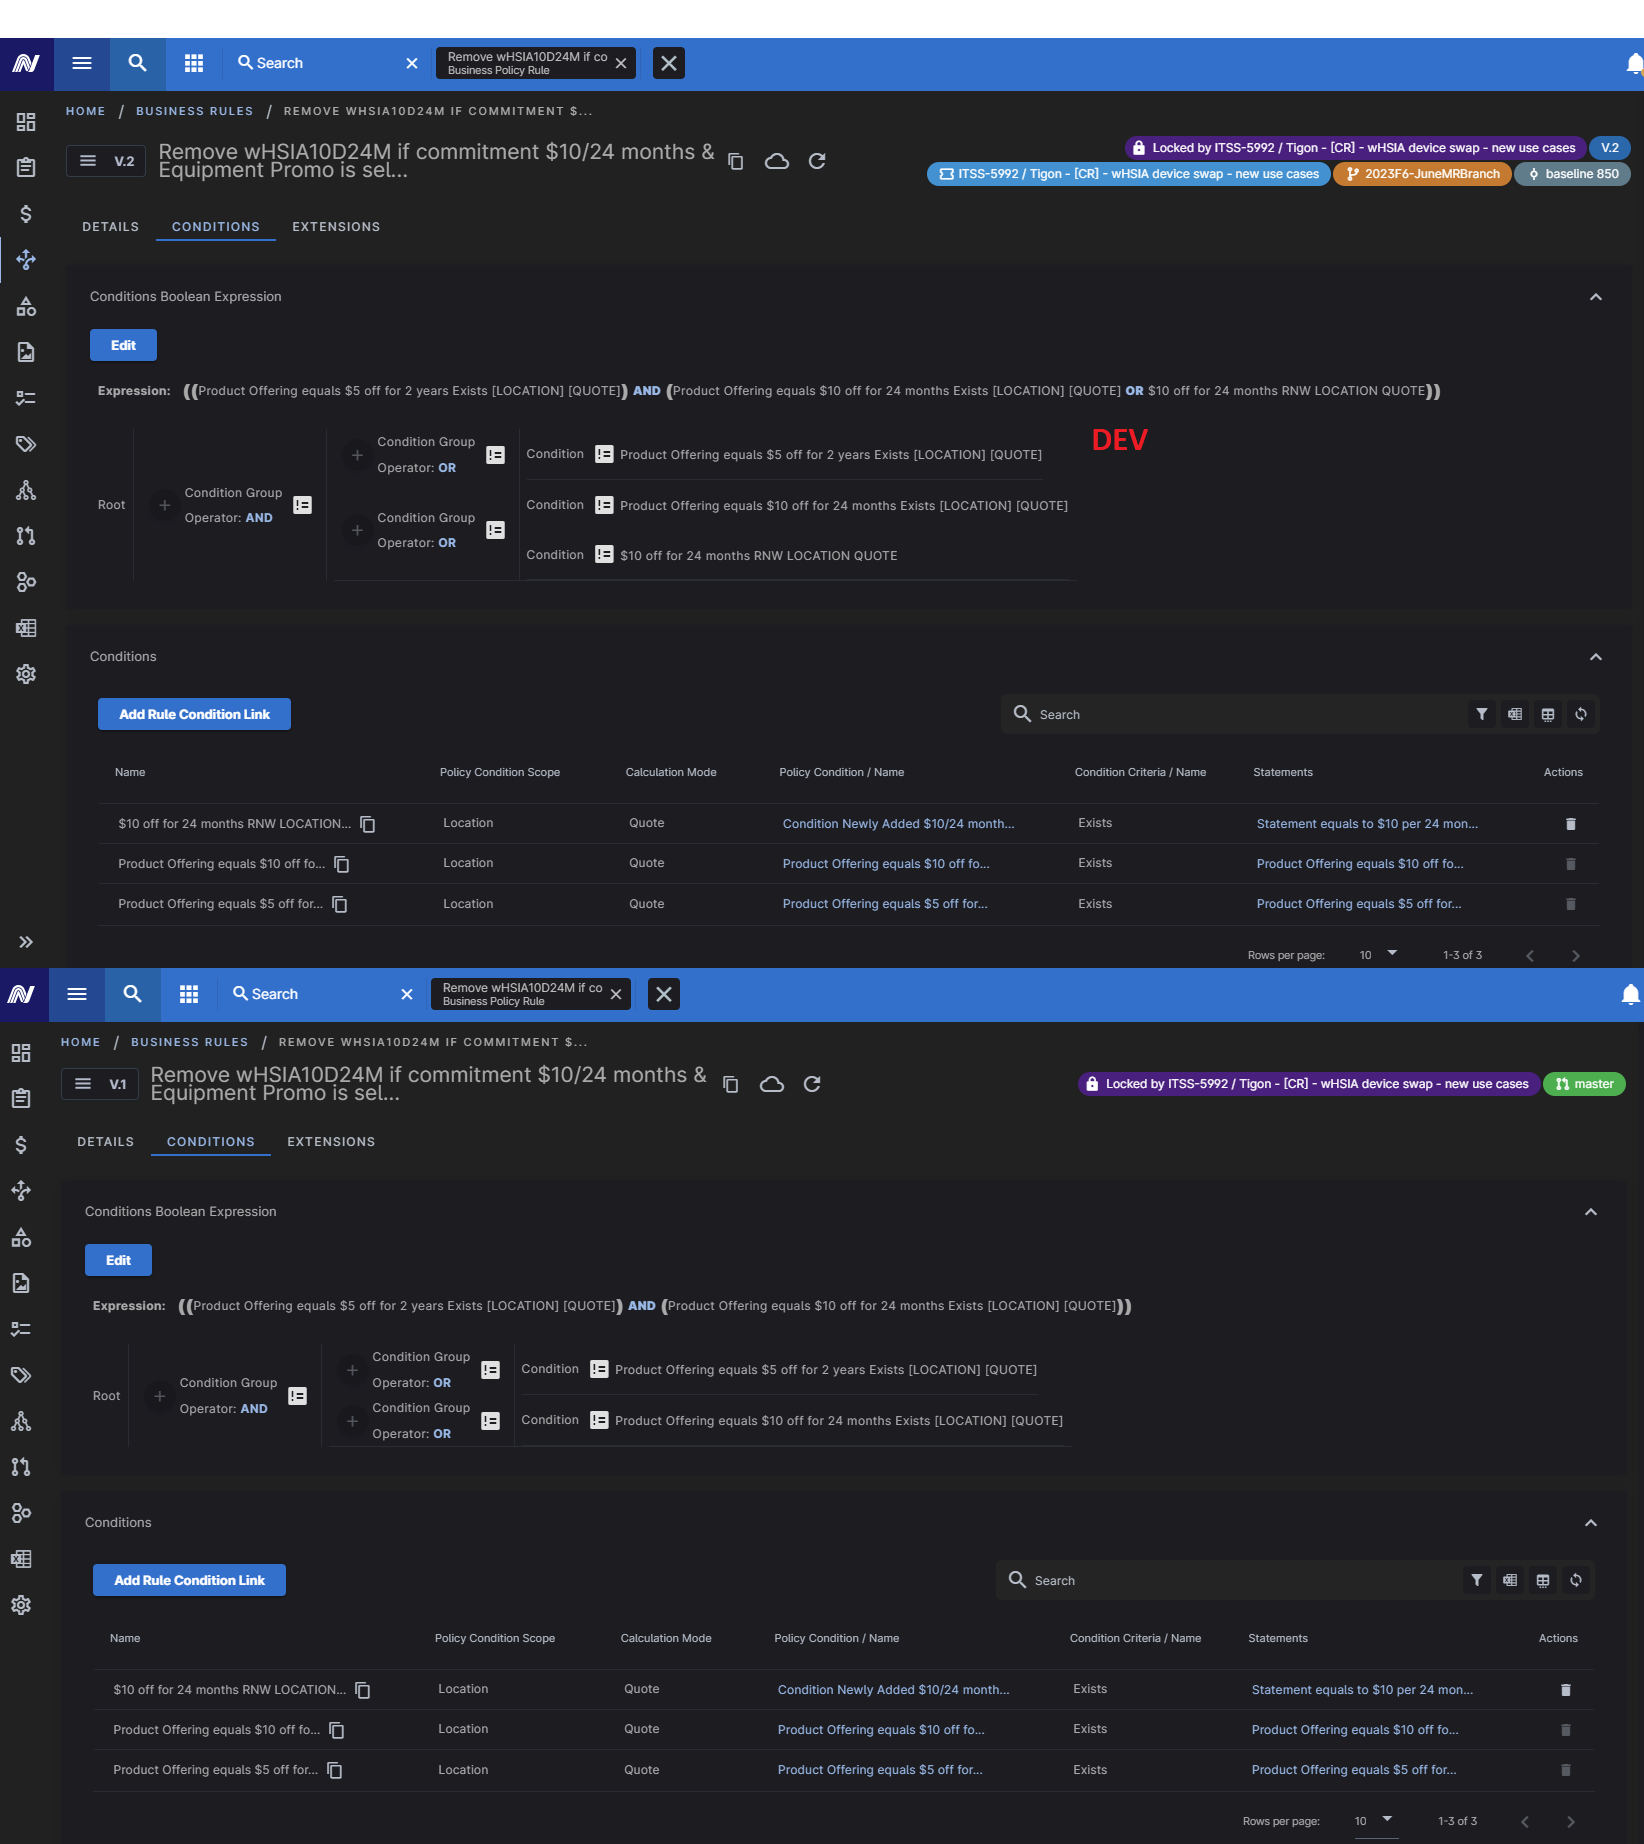 Search
Remove wHSIA10D24M if co
Business Policy Rule
HOME / BUSINESS RULES / REMOVE WHSIA10D24M IF COMMITMENT $...
V.2
Remove wHSIA10D24M if commitment $10/24 months &
Equipment Promo is sel...
Locked by ITSS-5992 / Tigon - [CR] - wHSIA device swap - new use cases V.2
ITSS-5992 / Tigon - [CR] - wHSIA device swap - new use cases 2023F6-JuneMRBranch baseline 850
DETAILS CONDITIONS EXTENSIONS
Conditions Boolean Expression
Edit
Expression: ((Product Offering equals $5 off for 2 years Exists [LOCATION] [QUOTE]) AND (Product Offering equals $10 off for 24 months Exists [LOCATION] [QUOTE] OR $10 off for 24 months RNW LOCATION QUOTE))
DEV
Root
Condition Group
Operator: AND
Condition Group
Operator: OR
Condition Product Offering equals $5 off for 2 years Exists [LOCATION] [QUOTE]
Condition Group
Operator: OR
Condition Product Offering equals $10 off for 24 months Exists [LOCATION] [QUOTE]
Condition $10 off for 24 months RNW LOCATION QUOTE
Conditions
Add Rule Condition Link
Search
Name Policy Condition Scope Calculation Mode Policy Condition / Name Condition Criteria / Name Statements Actions
$10 off for 24 months RNW LOCATION... Location Quote Condition Newly Added $10/24 month... Exists Statement equals to $10 per 24 mon...
Product Offering equals $10 off fo... Location Quote Product Offering equals $10 off fo... Exists Product Offering equals $10 off fo...
Product Offering equals $5 off for... Location Quote Product Offering equals $5 off for... Exists Product Offering equals $5 off for...
Rows per page: 10 1-3 of 3
Search
Remove wHSIA10D24M if co
Business Policy Rule
HOME / BUSINESS RULES / REMOVE WHSIA10D24M IF COMMITMENT $...
V.1
Remove wHSIA10D24M if commitment $10/24 months &
Equipment Promo is sel...
Locked by ITSS-5992 / Tigon - [CR] - wHSIA device swap - new use cases master
DETAILS CONDITIONS EXTENSIONS
Conditions Boolean Expression
Edit
Expression: ((Product Offering equals $5 off for 2 years Exists [LOCATION] [QUOTE]) AND (Product Offering equals $10 off for 24 months Exists [LOCATION] [QUOTE]))
Root
Condition Group
Operator: AND
Condition Group
Operator: OR
Condition Product Offering equals $5 off for 2 years Exists [LOCATION] [QUOTE]
Condition Group
Operator: OR
Condition Product Offering equals $10 off for 24 months Exists [LOCATION] [QUOTE]
Conditions
Add Rule Condition Link
Search
Name Policy Condition Scope Calculation Mode Policy Condition / Name Condition Criteria / Name Statements Actions
$10 off for 24 months RNW LOCATION... Location Quote Condition Newly Added $10/24 month... Exists Statement equals to $10 per 24 mon...
Product Offering equals $10 off fo... Location Quote Product Offering equals $10 off fo... Exists Product Offering equals $10 off fo...
Product Offering equals $5 off for... Location Quote Product Offering equals $5 off for... Exists Product Offering equals $5 off for...
Rows per page: 10 1-3 of 3